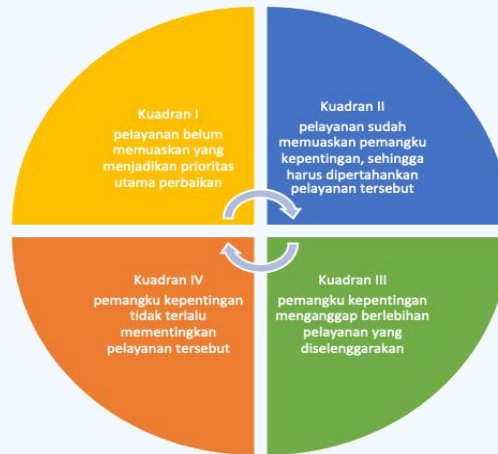 Kuadran I
pelayanan belum
memuaskan yang
menjadikan prioritas
utama perbaikan
Kuadran II
pelayanan sudah
memuaskan pemangku
kepentingan, sehingga
harus dipertahankan
pelayanan tersebut
Kuadran IV
pemangku kepentingan
tidak terlalu
mementingkan
pelayanan tersebut
Kuadran III
pemangku kepentingan
menganggap berlebihan
pelayanan yang
diselenggarakan